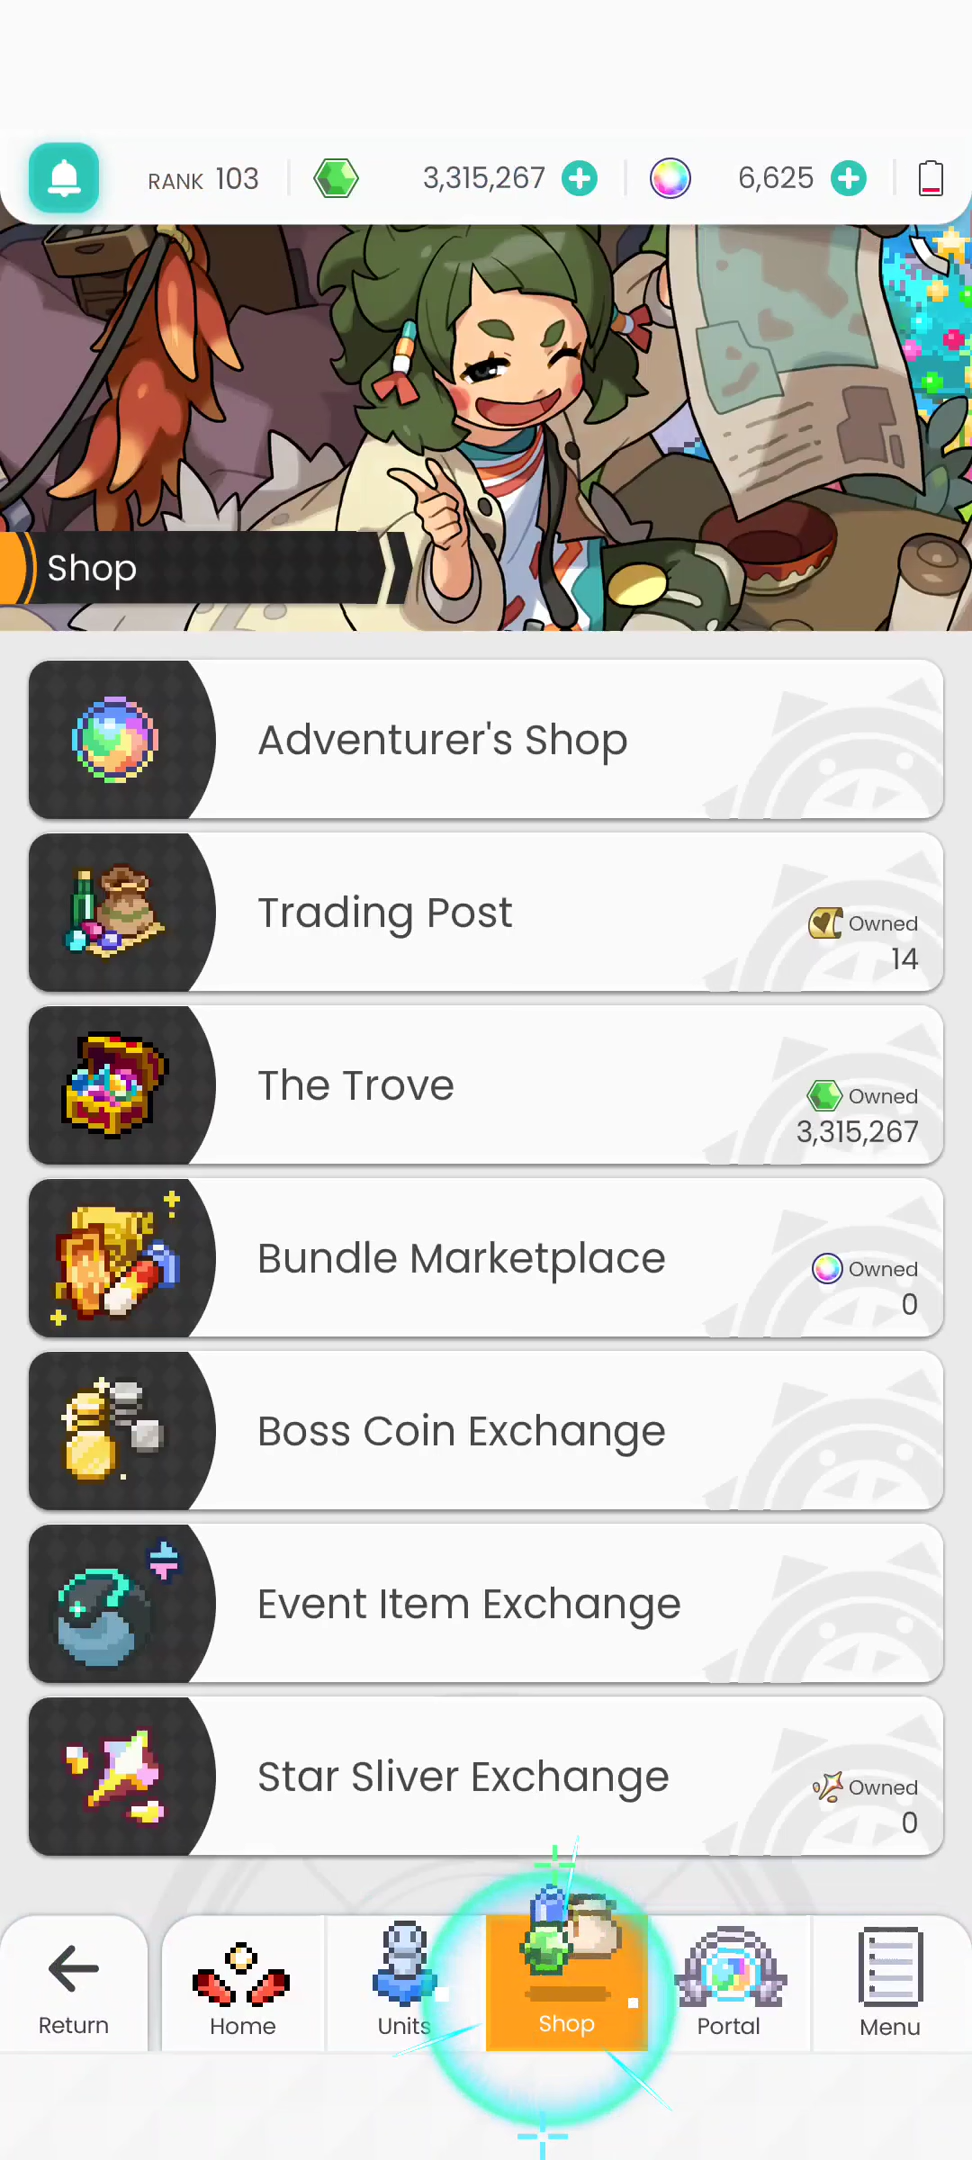 RANK 103
3,315,267
6,625
Shop
Adventurer's Shop
Trading Post
Owned
14
The Trove
Owned
3,315,267
Bundle Marketplace
Owned
0
Boss Coin Exchange
Event Item Exchange
Star Sliver Exchange
Owned
0
Return
Home
Units
Shop
Portal
Menu